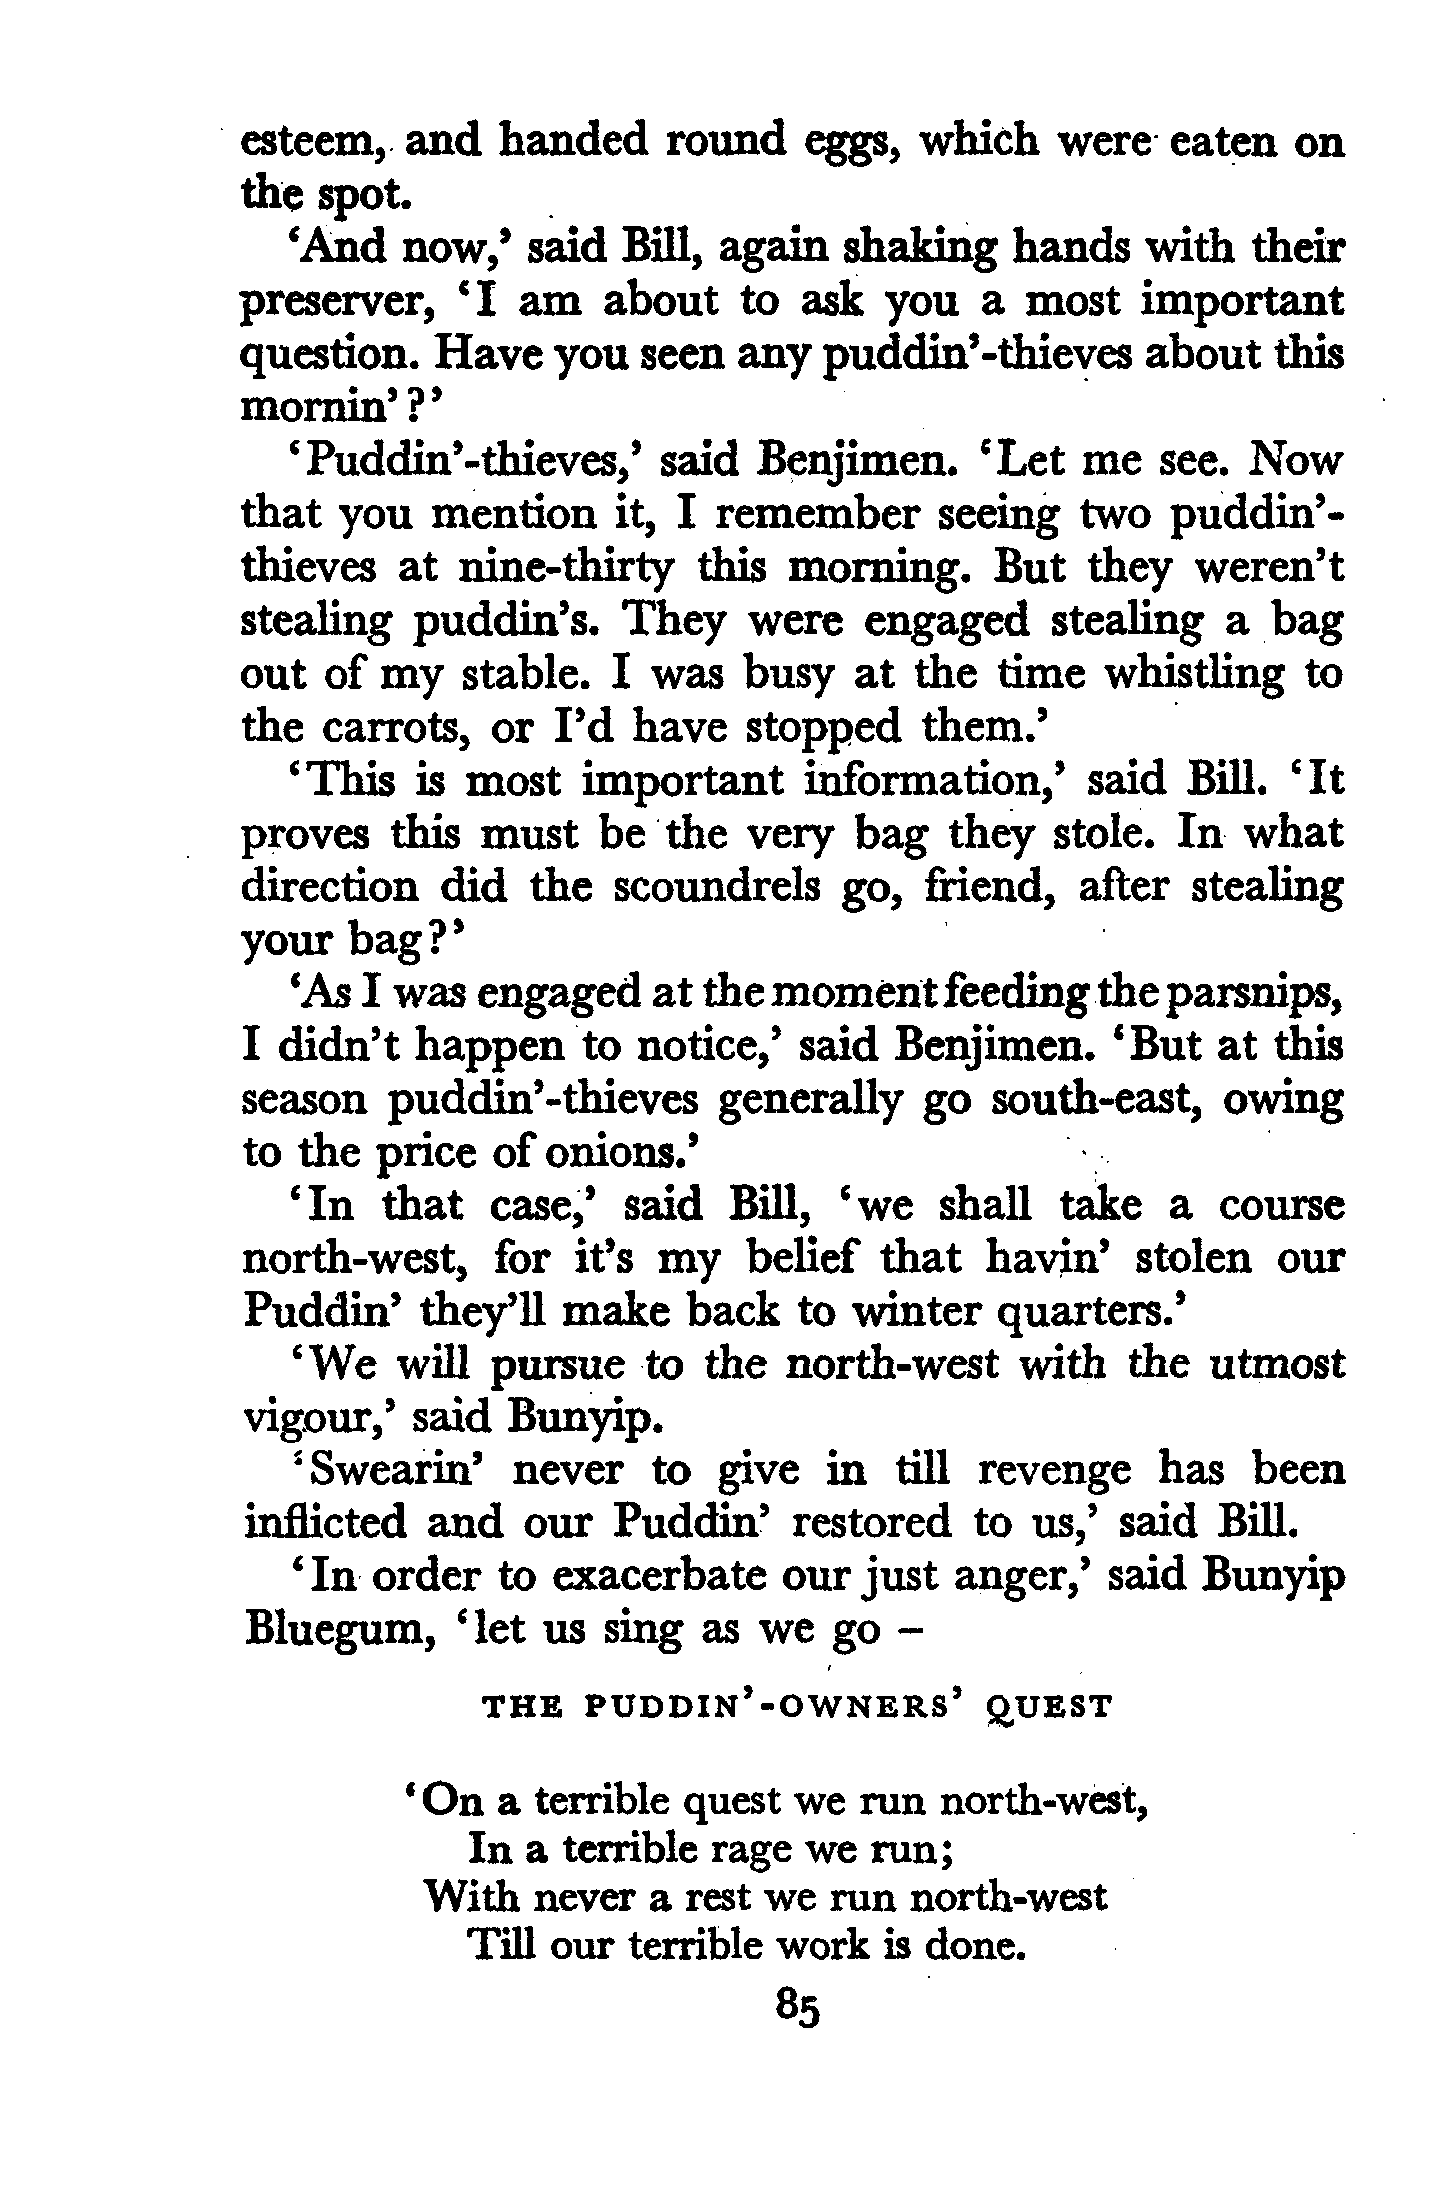 esteem, and handed round eggs, which were eaten on
the spot.
‘And now,’ said Bill, again shaking hands with their
preserver, ‘I am about to ask you a most important
question. Have you seen any puddin’-thieves about this
mornin’?’
‘Puddin’-thieves,’ said Benjimen. ‘Let me see. Now
that you mention it, I remember seeing two puddin’-
thieves at nine-thirty this morning. But they weren’t
stealing puddin’s. They were engaged stealing a bag
out of my stable. I was busy at the time whistling to
the carrots, or I’d have stopped them.’
‘This is most important information,’ said Bill. ‘It
proves this must be the very bag they stole. In what
direction did the scoundrels go, friend, after stealing
your bag?’
‘As I was engaged at the moment feeding the parsnips,
I didn’t happen to notice,’ said Benjimen. ‘But at this
season puddin’-thieves generally go south-east, owing
to the price of onions.’
‘In that case,’ said Bill, ‘we shall take a course
north-west, for it’s my belief that havin’ stolen our
Puddin’ they’ll make back to winter quarters.’
‘We will pursue to the north-west with the utmost
vigour,’ said Bunyip.
‘Swearin’ never to give in till revenge has been
inflicted and our Puddin’ restored to us,’ said Bill.
‘In order to exacerbate our just anger,’ said Bunyip
Bluegum, ‘let us sing as we go –
THE PUDDIN’-OWNERS’ QUEST
‘On a terrible quest we run north-west,
In a terrible rage we run;
With never a rest we run north-west
Till our terrible work is done.
85